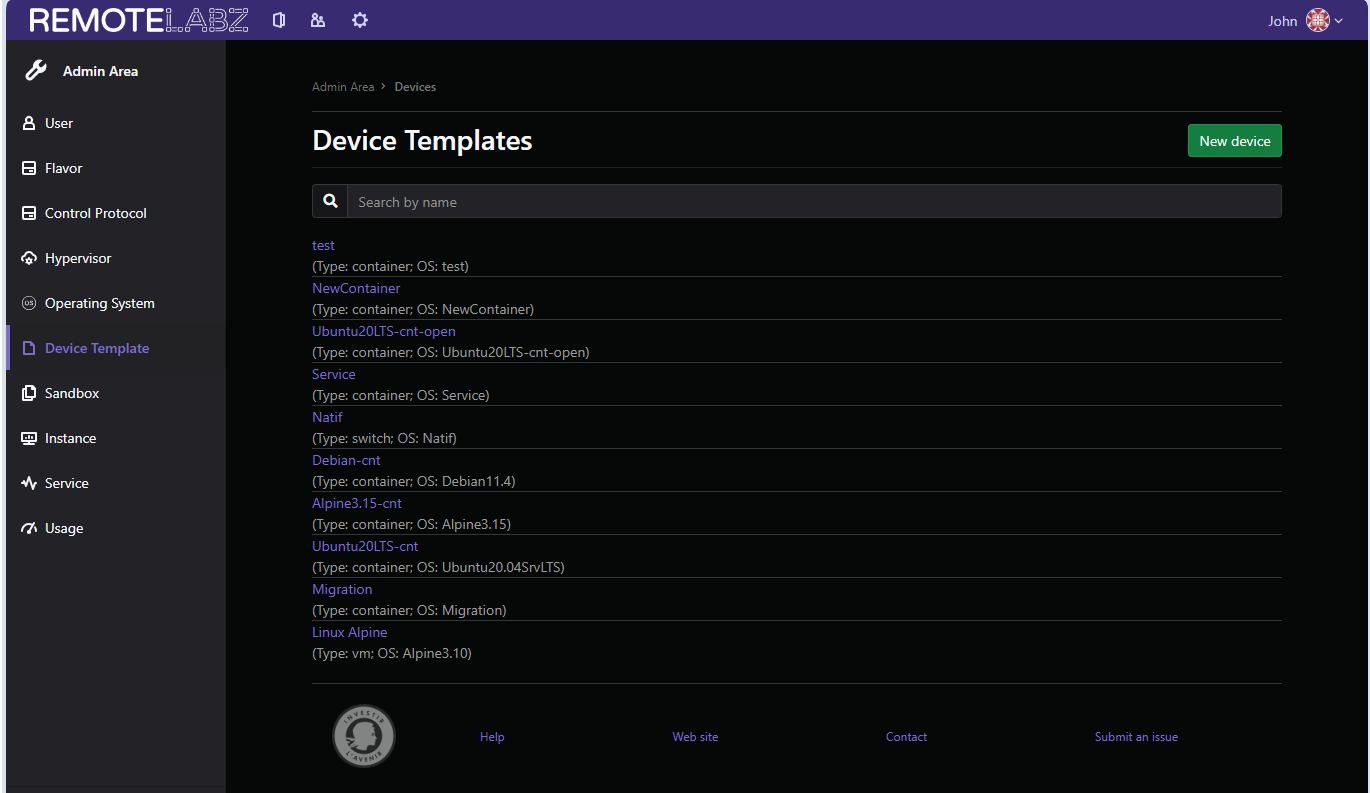 REMOTELABZ
John
Admin Area
User
Flavor
Control Protocol
Hypervisor
OS Operating System
Device Template
Sandbox
Instance
Service
Usage
Admin Area > Devices
Device Templates
New device
Search by name
test
(Type: container; OS: test)
NewContainer
(Type: container; OS: NewContainer)
Ubuntu20LTS-cnt-open
(Type: container; OS: Ubuntu20LTS-cnt-open)
Service
(Type: container; OS: Service)
Natif
(Type: switch; OS: Natif)
Debian-cnt
(Type: container; OS: Debian11.4)
Alpine3.15-cnt
(Type: container; OS: Alpine3.15)
Ubuntu20LTS-cnt
(Type: container; OS: Ubuntu20.04SrvLTS)
Migration
(Type: container; OS: Migration)
Linux Alpine
(Type: vm; OS: Alpine3.10)
INVESTIR
L'AVENIR
Help
Web site
Contact
Submit an issue